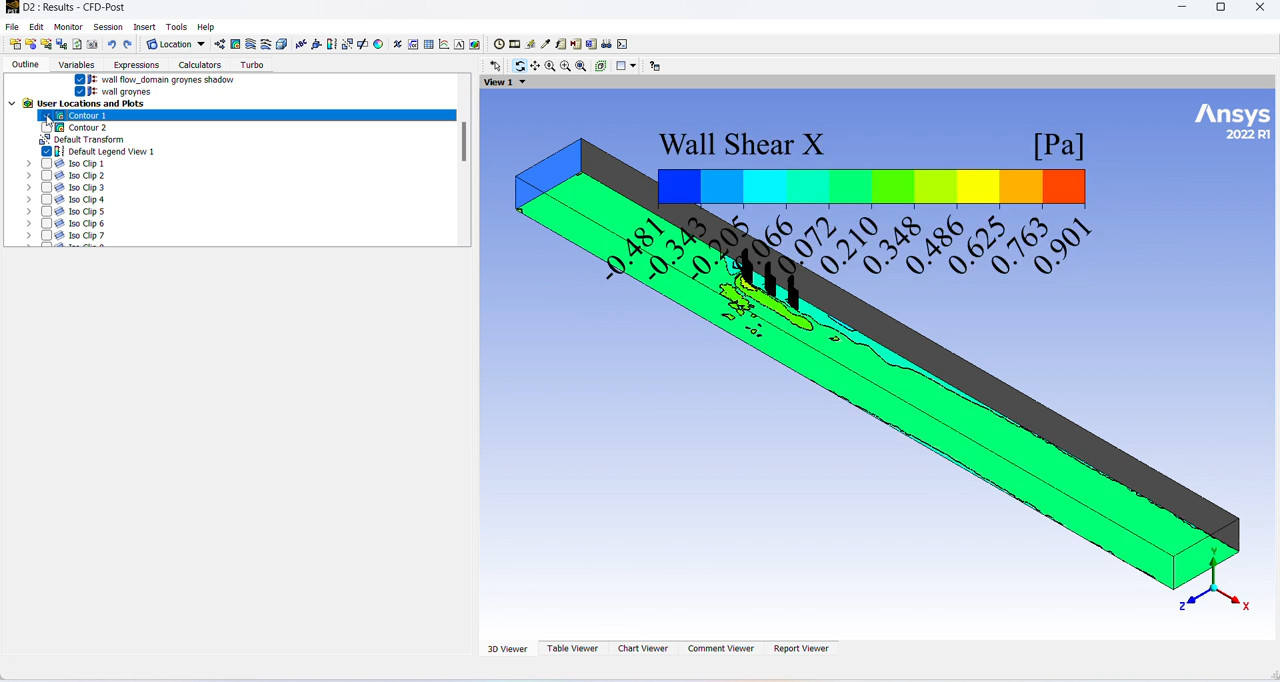 D2 : Results - CFD-Post
File Edit Monitor Session Insert Tools Help
Location
Outline Variables Expressions Calculators Turbo
wall flow_domain groynes shadow
wall groynes
User Locations and Plots
Contour 1
Contour 2
Default Transform
Default Legend View 1
Iso Clip 1
Iso Clip 2
Iso Clip 3
Iso Clip 4
Iso Clip 5
Iso Clip 6
Iso Clip 7
View 1
Ansys
2022 R1
Wall Shear X [Pa]
-0.481 -0.343 -0.205 0.072 0.210 0.348 0.486 0.625 0.763 0.901
Y
Z X
3D Viewer Table Viewer Chart Viewer Comment Viewer Report Viewer